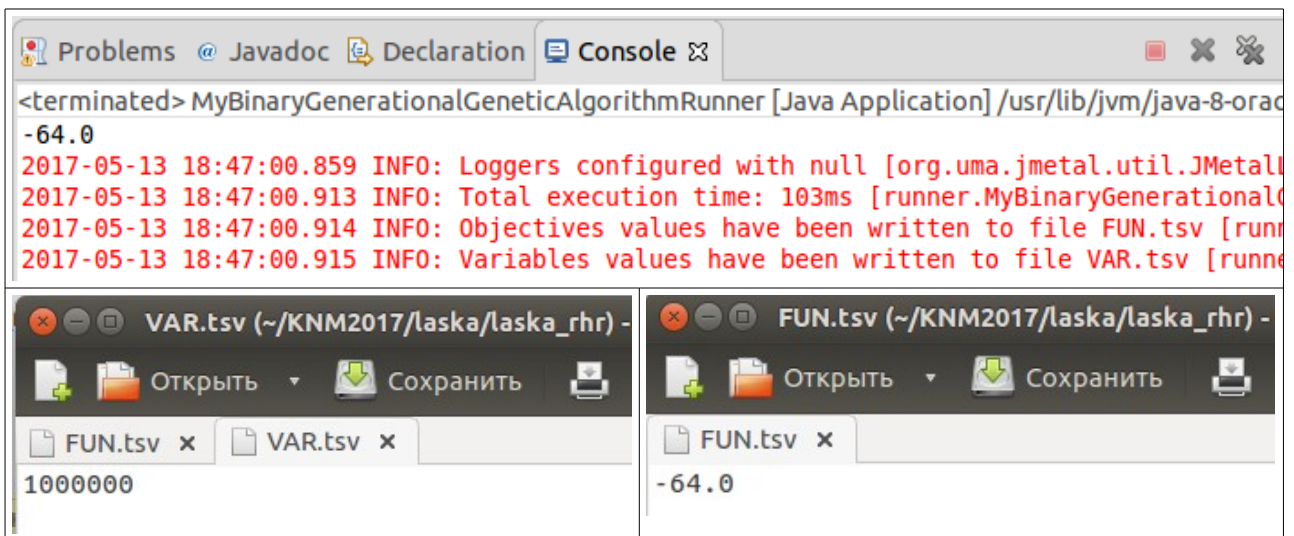 Problems @ Javadoc Declaration Console
<terminated> MyBinaryGenerationalGeneticAlgorithmRunner [Java Application] /usr/lib/jvm/java-8-orac
-64.0
2017-05-13 18:47:00.859 INFO: Loggers configured with null [org.uma.jmetal.util.JMetalL
2017-05-13 18:47:00.913 INFO: Total execution time: 103ms [runner.MyBinaryGenerationalG
2017-05-13 18:47:00.914 INFO: Objectives values have been written to file FUN.tsv [runn
2017-05-13 18:47:00.915 INFO: Variables values have been written to file VAR.tsv [runne
VAR.tsv (~/KNM2017/laska/laska_rhr) -
Открыть Сохранить
FUN.tsv x VAR.tsv x
1000000
FUN.tsv (~/KNM2017/laska/laska_rhr) -
Открыть Сохранить
FUN.tsv x
-64.0